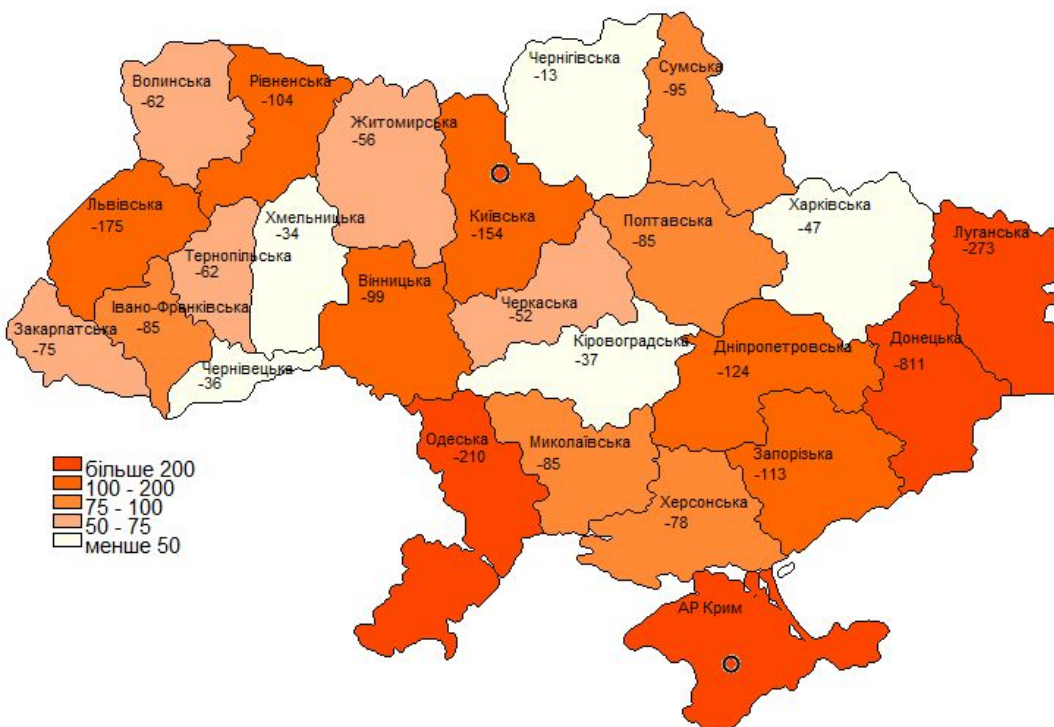 Чернігівська
-13
Сумська
-95
Волинська
-62
Рівненська
-104
Житомирська
-56
Львівська
-175
Хмельницька
-34
Київська
-154
Полтавська
-85
Харківська
-47
Луганська
-273
Тернопільська
-62
Вінницька
-99
Черкаська
-52
Івано-Франківська
-85
Закарпатська
-75
Чернівецька
-36
Кіровоградська
-37
Дніпропетровська
-124
Донецька
-811
Одеська
-210
Миколаївська
-85
Запорізька
-113
Херсонська
-78
АР Крим
більше 200
100 - 200
75 - 100
50 - 75
менше 50